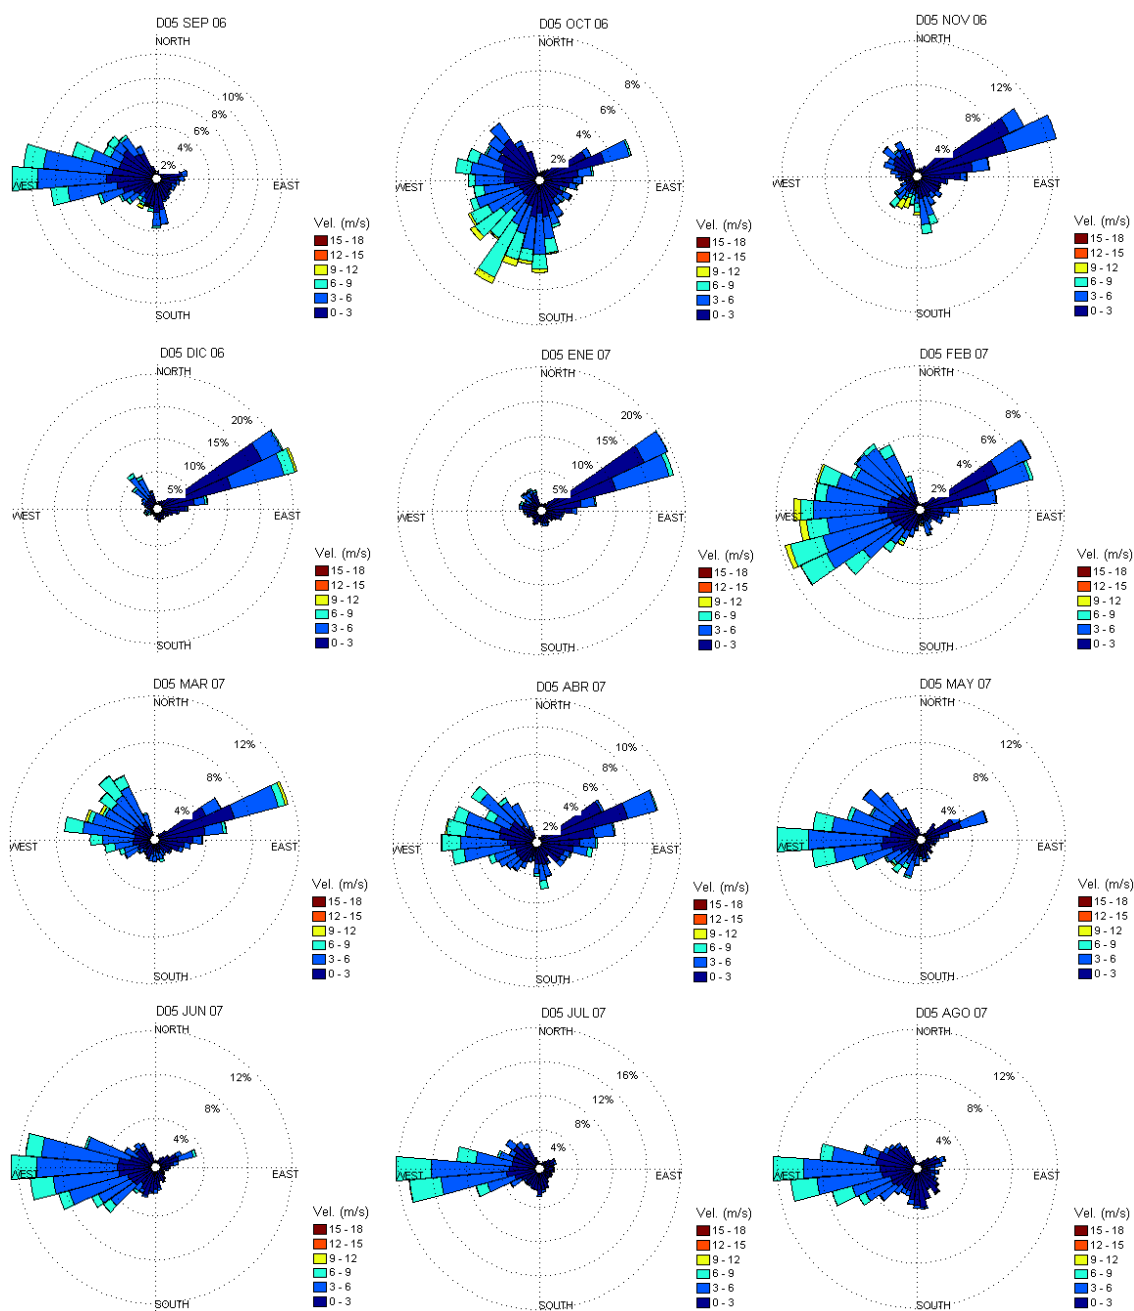 D05 SEP 06
NORTH
10%
8%
6%
4%
2%
WEST
EAST
SOUTH
Vel. (m/s)
15 - 18
12 - 15
9 - 12
6 - 9
3 - 6
0 - 3
D05 OCT 06
NORTH
8%
6%
4%
2%
WEST
EAST
SOUTH
Vel. (m/s)
15 - 18
12 - 15
9 - 12
6 - 9
3 - 6
0 - 3
D05 NOV 06
NORTH
12%
8%
4%
WEST
EAST
SOUTH
Vel. (m/s)
15 - 18
12 - 15
9 - 12
6 - 9
3 - 6
0 - 3
D05 DIC 06
NORTH
20%
15%
10%
5%
WEST
EAST
SOUTH
Vel. (m/s)
15 - 18
12 - 15
9 - 12
6 - 9
3 - 6
0 - 3
D05 ENE 07
NORTH
20%
15%
10%
5%
WEST
EAST
SOUTH
Vel. (m/s)
15 - 18
12 - 15
9 - 12
6 - 9
3 - 6
0 - 3
D05 FEB 07
NORTH
8%
6%
4%
2%
WEST
EAST
SOUTH
Vel. (m/s)
15 - 18
12 - 15
9 - 12
6 - 9
3 - 6
0 - 3
D05 MAR 07
NORTH
12%
8%
4%
WEST
EAST
SOUTH
Vel. (m/s)
15 - 18
12 - 15
9 - 12
6 - 9
3 - 6
0 - 3
D05 ABR 07
NORTH
10%
8%
6%
4%
2%
WEST
EAST
SOUTH
Vel. (m/s)
15 - 18
12 - 15
9 - 12
6 - 9
3 - 6
0 - 3
D05 MAY 07
NORTH
12%
8%
4%
WEST
EAST
SOUTH
Vel. (m/s)
15 - 18
12 - 15
9 - 12
6 - 9
3 - 6
0 - 3
D05 JUN 07
NORTH
12%
8%
4%
WEST
EAST
SOUTH
Vel. (m/s)
15 - 18
12 - 15
9 - 12
6 - 9
3 - 6
0 - 3
D05 JUL 07
NORTH
16%
12%
8%
4%
WEST
EAST
SOUTH
Vel. (m/s)
15 - 18
12 - 15
9 - 12
6 - 9
3 - 6
0 - 3
D05 AGO 07
NORTH
12%
8%
4%
WEST
EAST
SOUTH
Vel. (m/s)
15 - 18
12 - 15
9 - 12
6 - 9
3 - 6
0 - 3